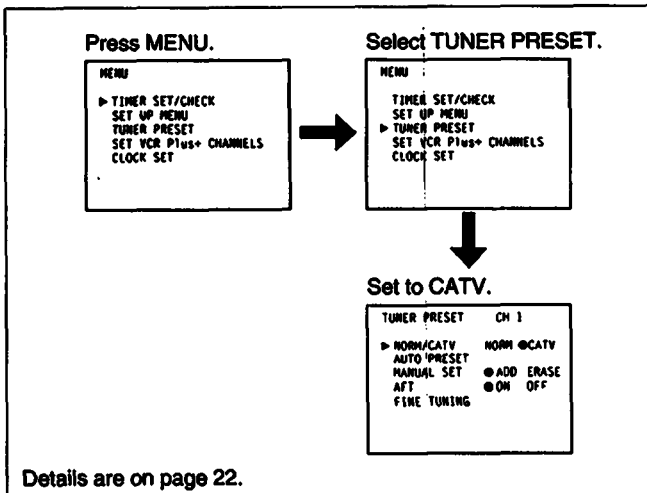 Press MENU.
MENU
▶ TIMER SET/CHECK
SET UP MENU
TUNER PRESET
SET VCR Plus+ CHANNELS
CLOCK SET
Select TUNER PRESET.
MENU
TIMER SET/CHECK
SET UP MENU
▶ TUNER PRESET
SET VCR Plus+ CHANNELS
CLOCK SET
Set to CATV.
TUNER PRESET CH 1
▶ NORM/CATV NORM ●CATV
AUTO PRESET
MANUAL SET ●ADD ERASE
AFT ●ON OFF
FINE TUNING
Details are on page 22.